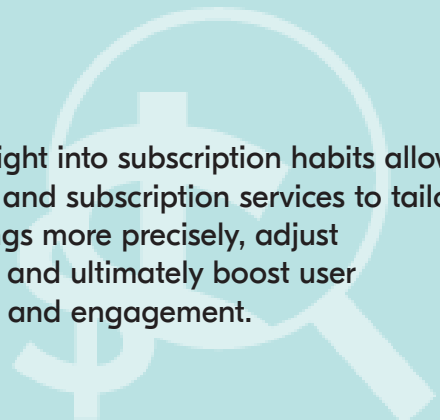 ight into subscription habits allow
and subscription services to tailo
ngs more precisely, adjust
and ultimately boost user
and engagement.